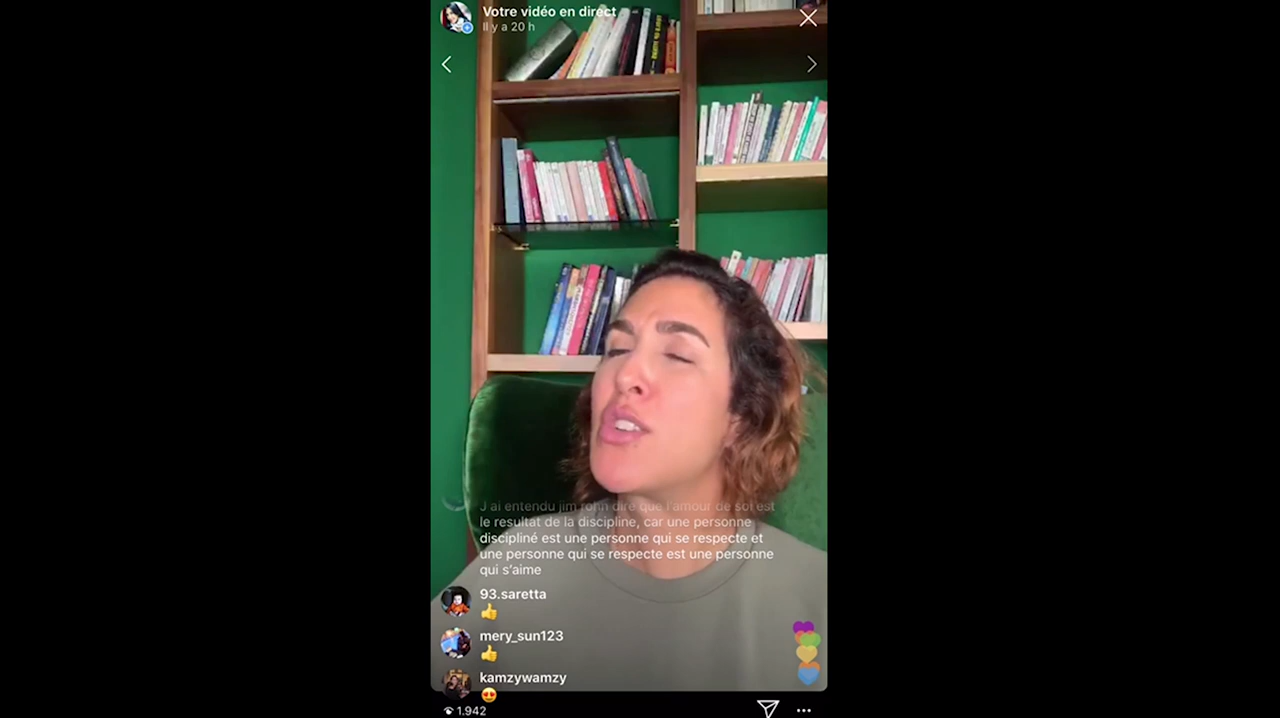 Votre vidéo en direct
Il y a 20 h
J ai entendu jim rohn dire que l'amour de soi est
le resultat de la discipline, car une personne
discipliné est une personne qui se respecte et
une personne qui se respecte est une personne
qui s'aime
93.saretta
👍
mery_sun123
👍
kamzywamzy
😍
1.942